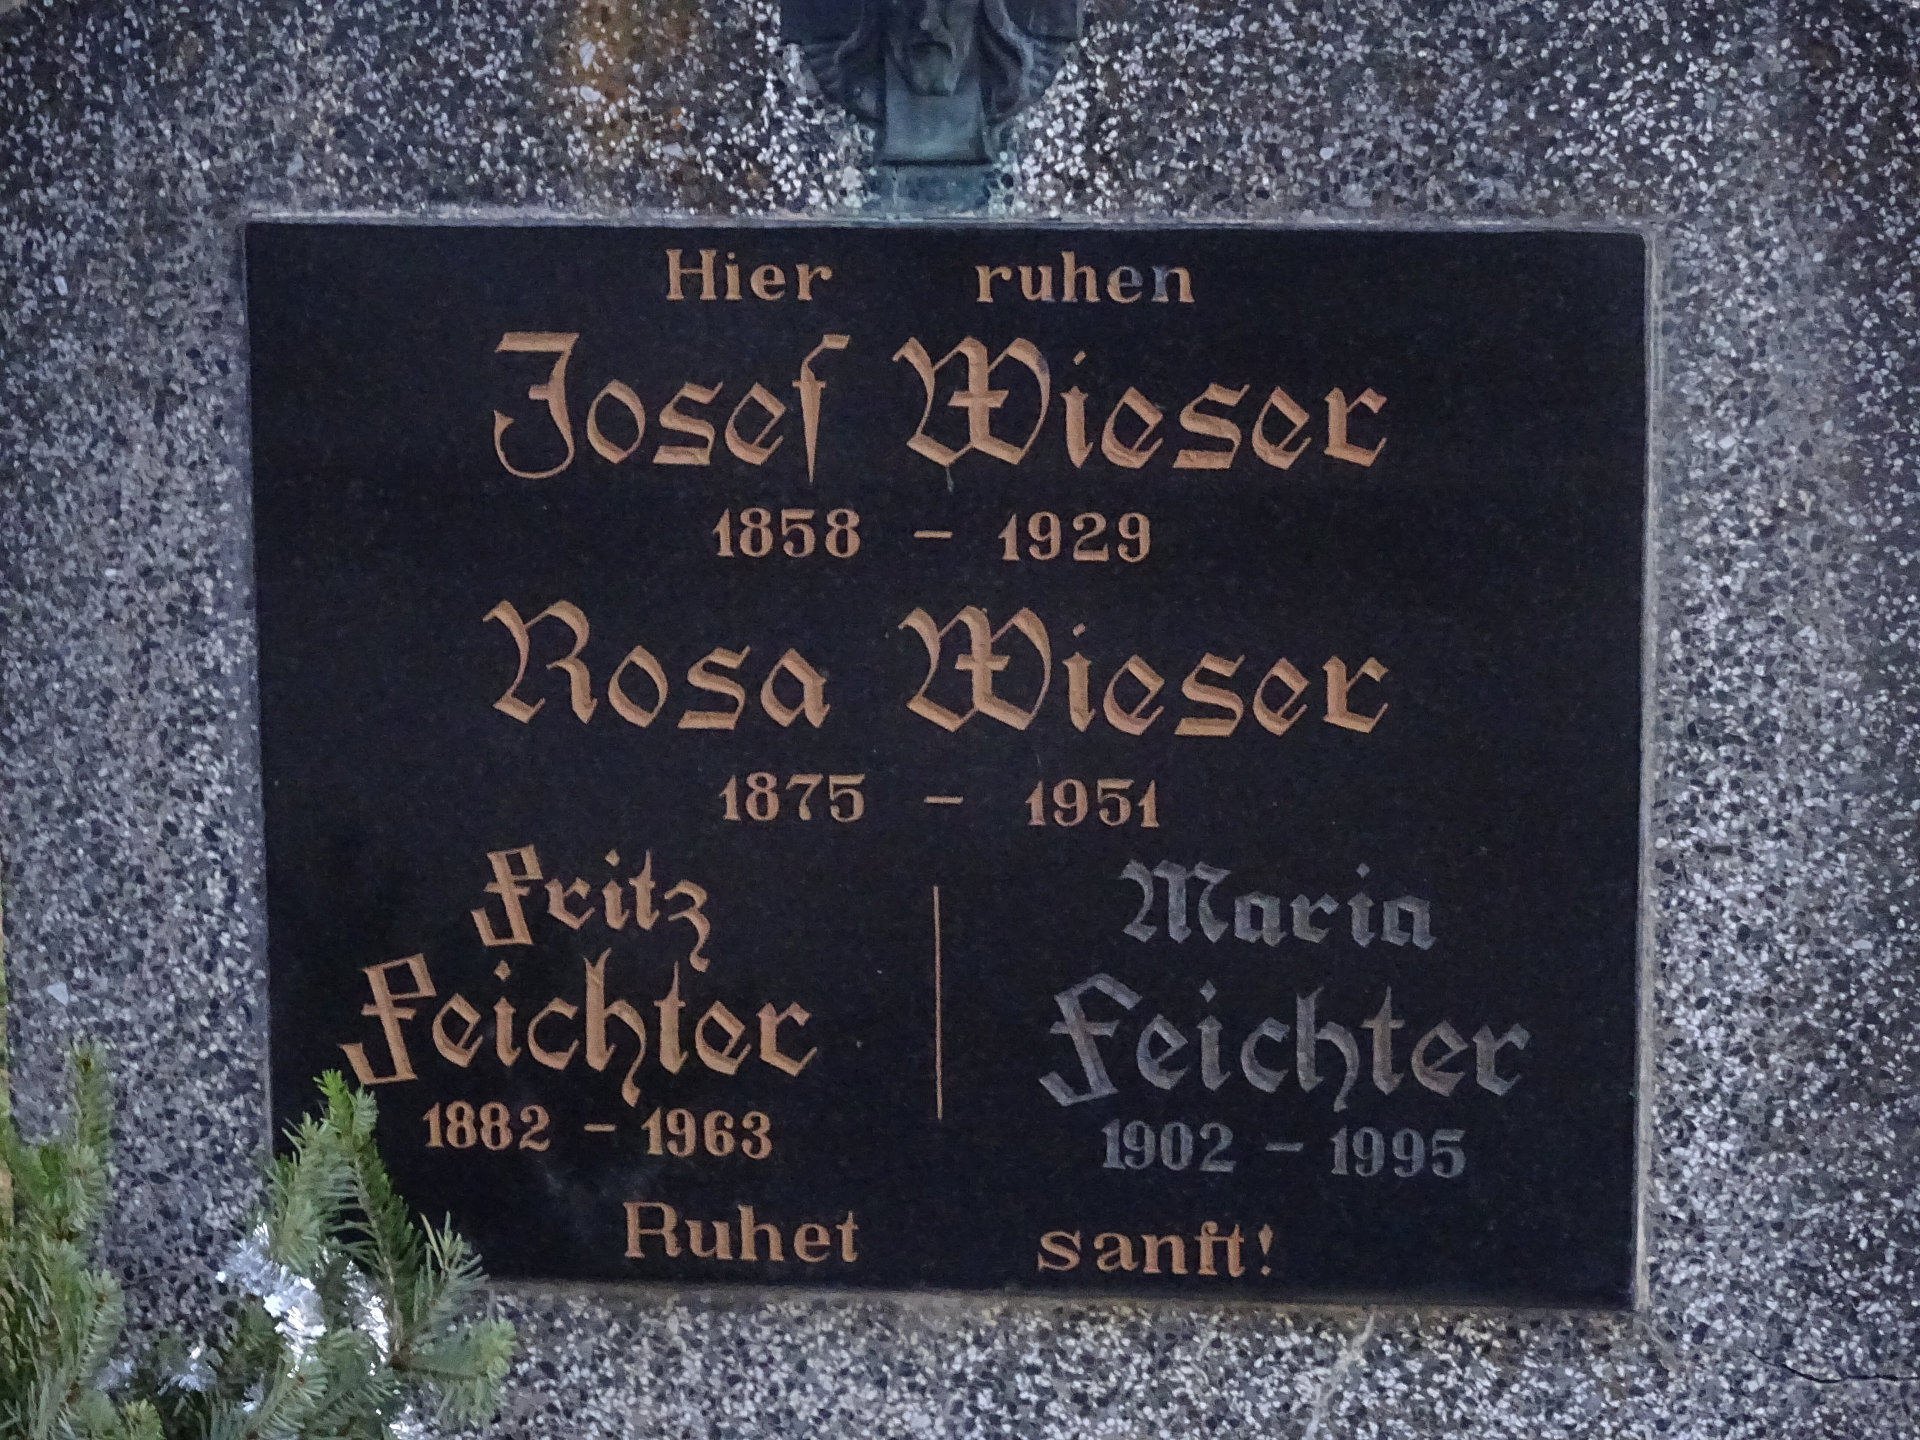 Hier ruhen
Josef Wieser
1858 – 1929
Rosa Wieser
1875 – 1951
Fritz
Feichter
1882 – 1963
Maria
Feichter
1902 – 1995
Ruhet sanft!